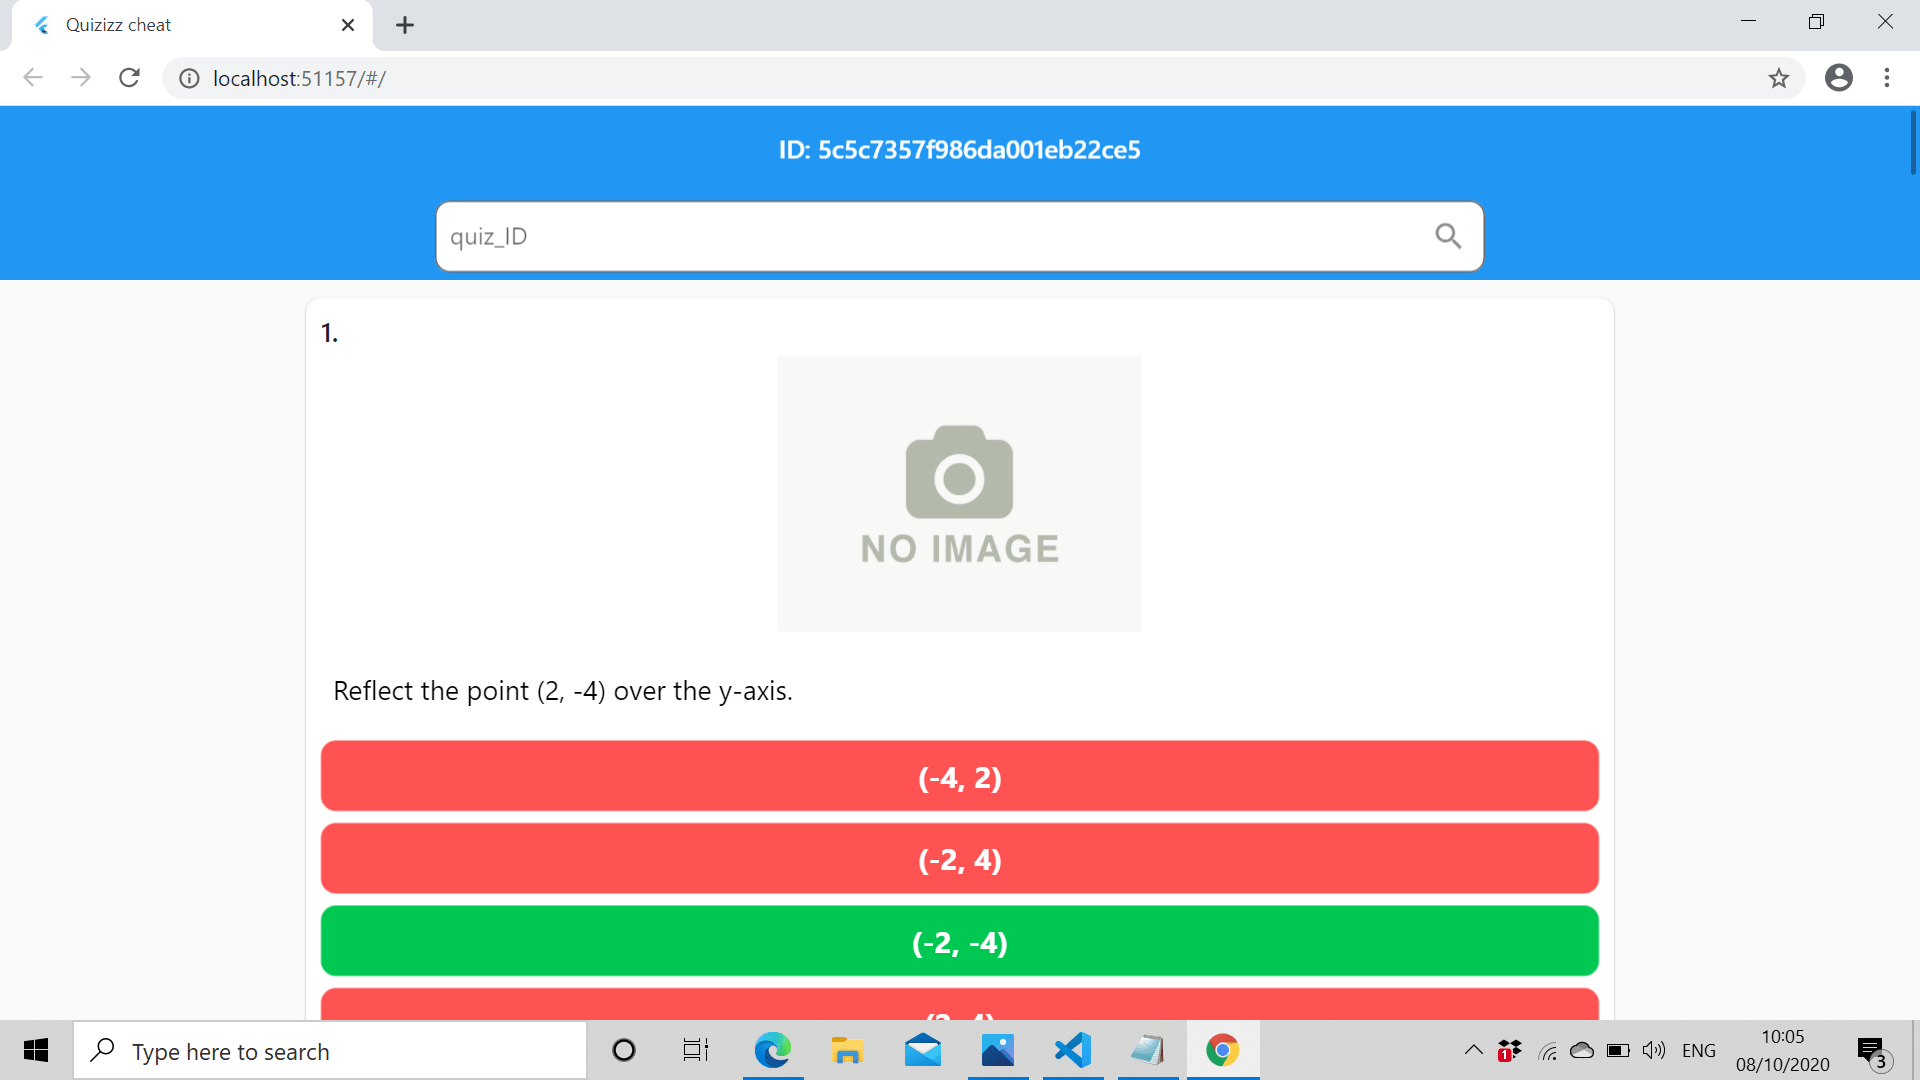 Quizizz cheat
localhost:51157/#/
ID: 5c5c7357f986da001eb22ce5
quiz_ID
1.
NO IMAGE
Reflect the point (2, -4) over the y-axis.
(-4, 2)
(-2, 4)
(-2, -4)
Type here to search
1
ENG
10:05
08/10/2020
3